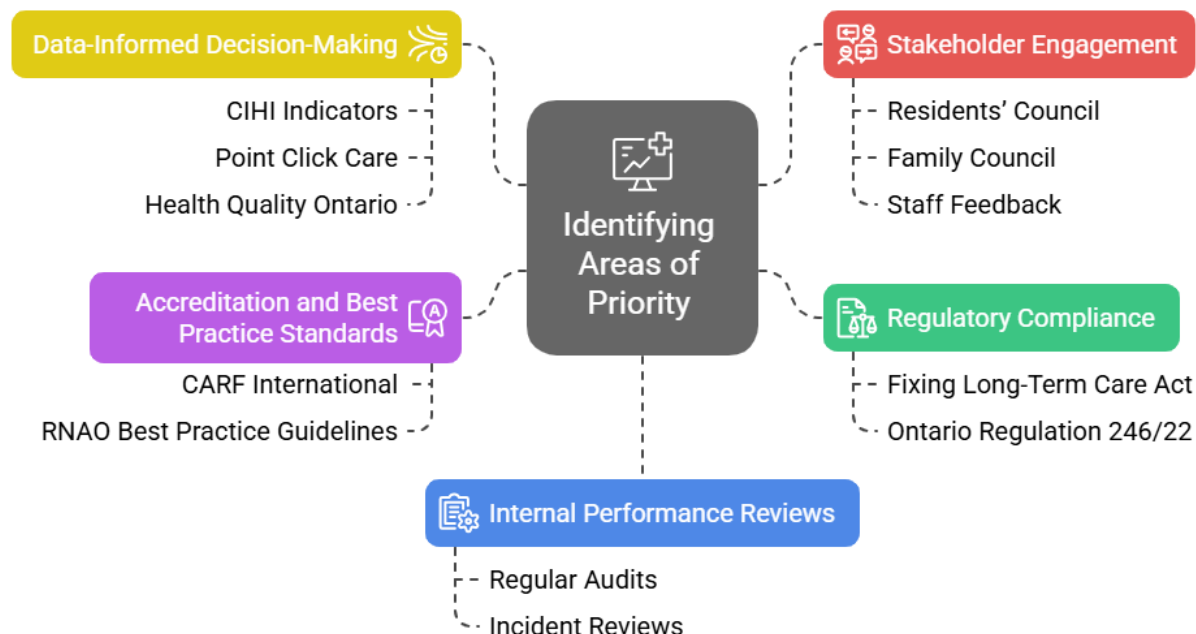 Data-Informed Decision-Making
CIHI Indicators
Point Click Care
Health Quality Ontario
Stakeholder Engagement
Residents’ Council
Family Council
Staff Feedback
Identifying
Areas of
Priority
Accreditation and Best
Practice Standards
A
CARF International
RNAO Best Practice Guidelines
Regulatory Compliance
Fixing Long-Term Care Act
Ontario Regulation 246/22
Internal Performance Reviews
Regular Audits
Incident Reviews